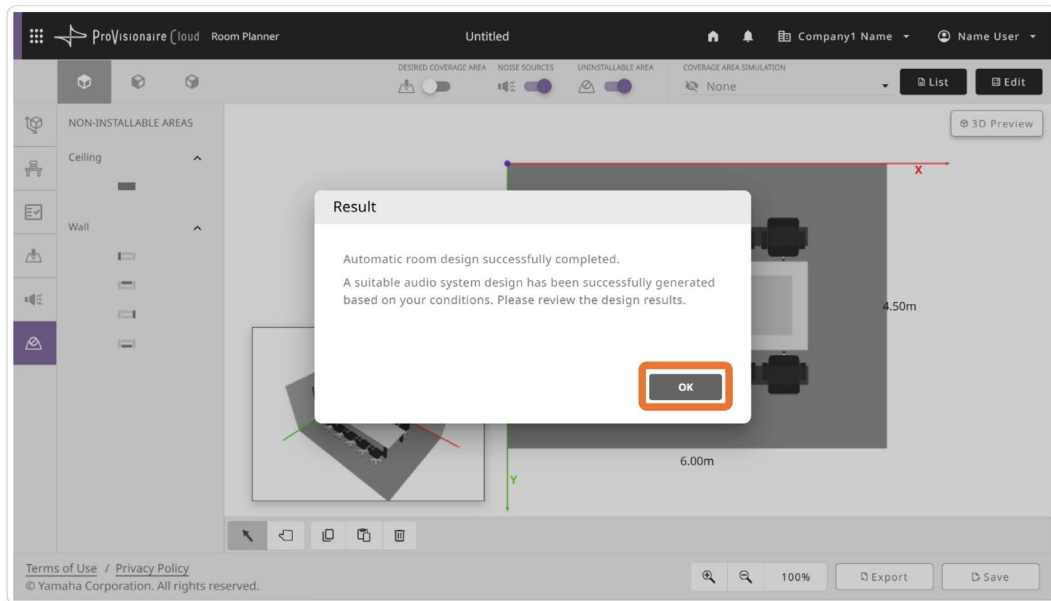 ProVisionaire Cloud Room Planner
Untitled
Company1 Name
Name User
DESIRED COVERAGE AREA
NOISE SOURCES
UNINSTALLABLE AREA
COVERAGE AREA SIMULATION
None
List
Edit
NON-INSTALLABLE AREAS
3D Preview
Ceiling
X
Wall
Result
Automatic room design successfully completed.
A suitable audio system design has been successfully generated
based on your conditions. Please review the design results.
OK
4.50m
6.00m
Y
Terms of Use / Privacy Policy
© Yamaha Corporation. All rights reserved.
100%
Export
Save